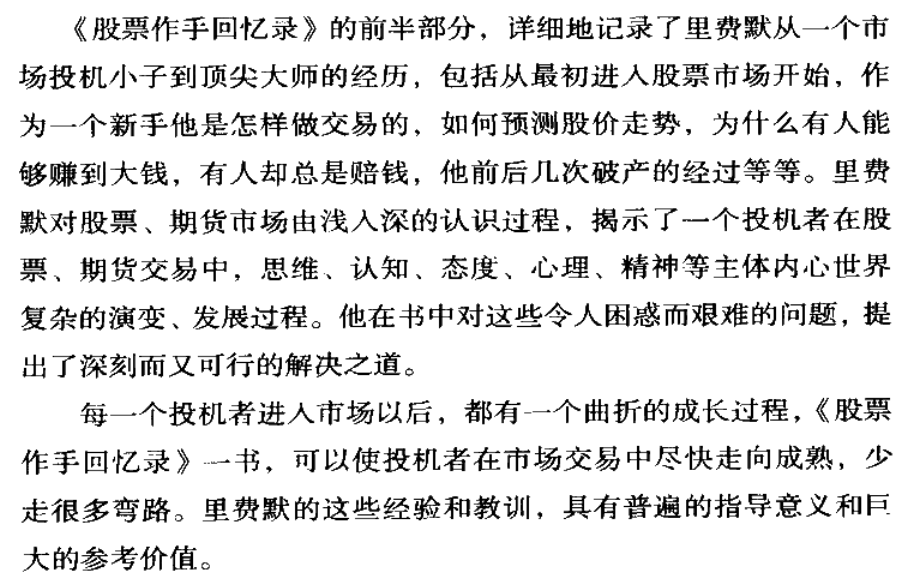 《股票作手回忆录》的前半部分，详细地记录了里费默从一个市
场投机小子到顶尖大师的经历，包括从最初进入股票市场开始，作
为一个新手他是怎样做交易的，如何预测股价走势，为什么有人能
够赚到大钱，有人却总是赔钱，他前后几次破产的经过等等。里费
默对股票、期货市场由浅入深的认识过程，揭示了一个投机者在股
票、期货交易中，思维、认知、态度、心理、精神等主体内心世界
复杂的演变、发展过程。他在书中对这些令人困惑而艰难的问题，提
出了深刻而又可行的解决之道。
每一个投机者进入市场以后，都有一个曲折的成长过程，《股票
作手回忆录》一书，可以使投机者在市场交易中尽快走向成熟，少
走很多弯路。里费默的这些经验和教训，具有普遍的指导意义和巨
大的参考价值。